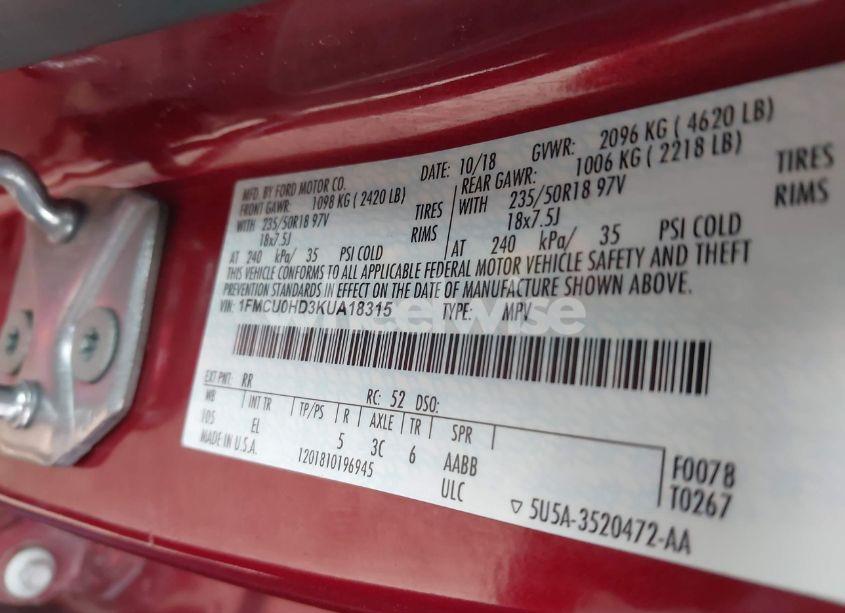 MFD. BY FORD MOTOR CO. DATE: 10/18 GVWR: 2096 KG ( 4620 LB)
FRONT GAWR: 1098 KG ( 2420 LB) REAR GAWR: 1006 KG ( 2218 LB)
WITH 235/50R18 97V TIRES WITH 235/50R18 97V TIRES
18x7.5J RIMS 18x7.5J RIMS
AT 240 kPa/ 35 PSI COLD AT 240 kPa/ 35 PSI COLD
THIS VEHICLE CONFORMS TO ALL APPLICABLE FEDERAL MOTOR VEHICLE SAFETY AND THEFT
PREVENTION STANDARDS IN EFFECT ON THE DATE OF MANUFACTURE SHOWN ABOVE.
VIN: 1FMCU0HD3KUA18315 TYPE: MPV
EXT PNT: RR RC: 52 DSO:
WB INT TR TP/PS R AXLE TR SPR
105 EL 5 3C 6 AABB
MADE IN U.S.A. 1201810196945 ULC
F0078
T0267
5U5A-3520472-AA